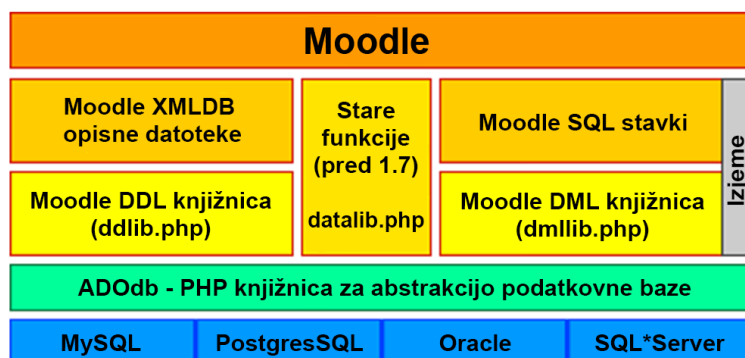 Moodle
Moodle XMLDB
opisne datoteke
Stare
funkcije
(pred 1.7)
datalib.php
Moodle SQL stavki
Izjeme
Moodle DDL knjižnica
(ddlib.php)
Moodle DML knjižnica
(dmllib.php)
ADOdb - PHP knjižnica za abstrakcijo podatkovne baze
MySQL
PostgresSQL
Oracle
SQL*Server